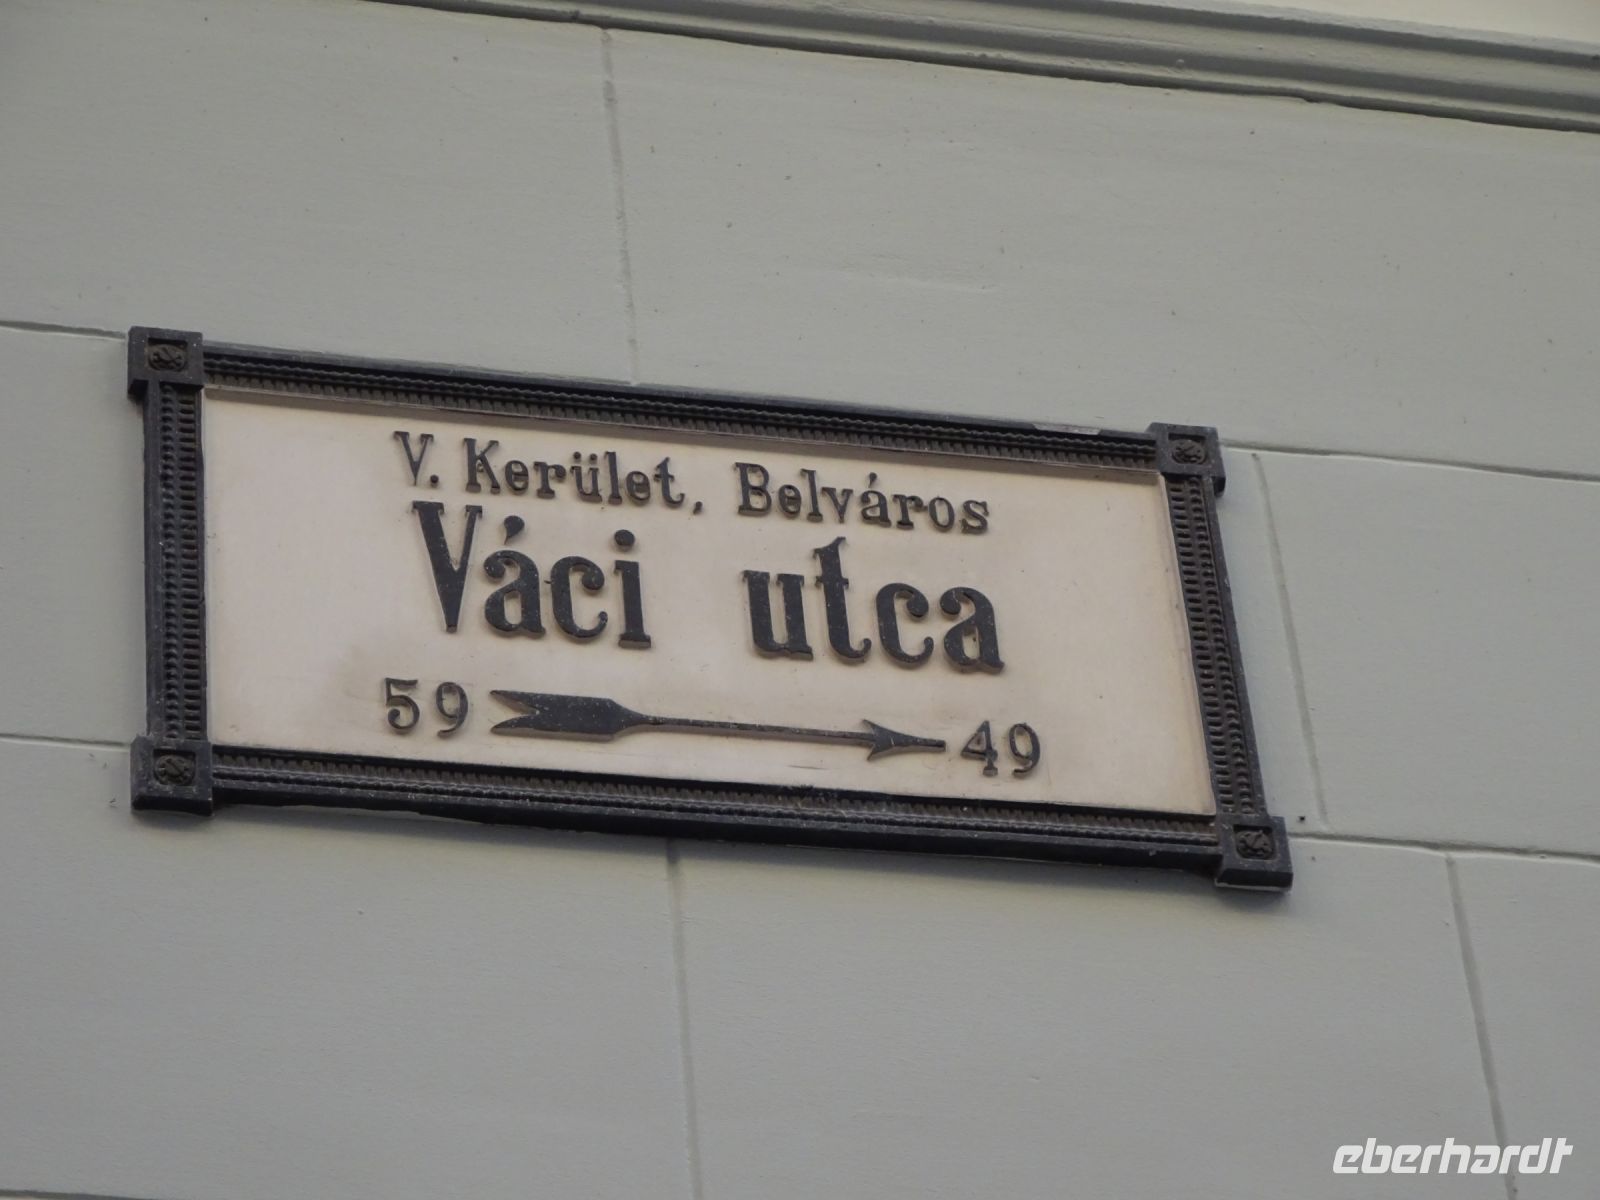 V. Kerület, Belváros
Váci utca
59 49
eberhardt